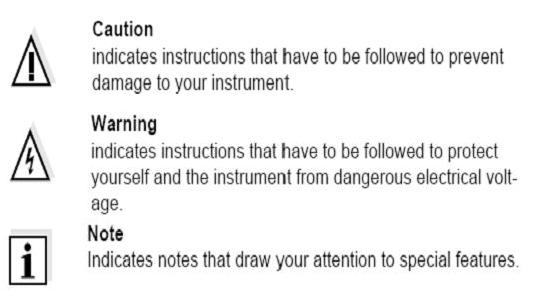 Caution
indicates instructions that have to be followed to prevent
damage to your instrument.
Warning
indicates instructions that have to be followed to protect
yourself and the instrument from dangerous electrical volt-
age.
Note
Indicates notes that draw your attention to special features.